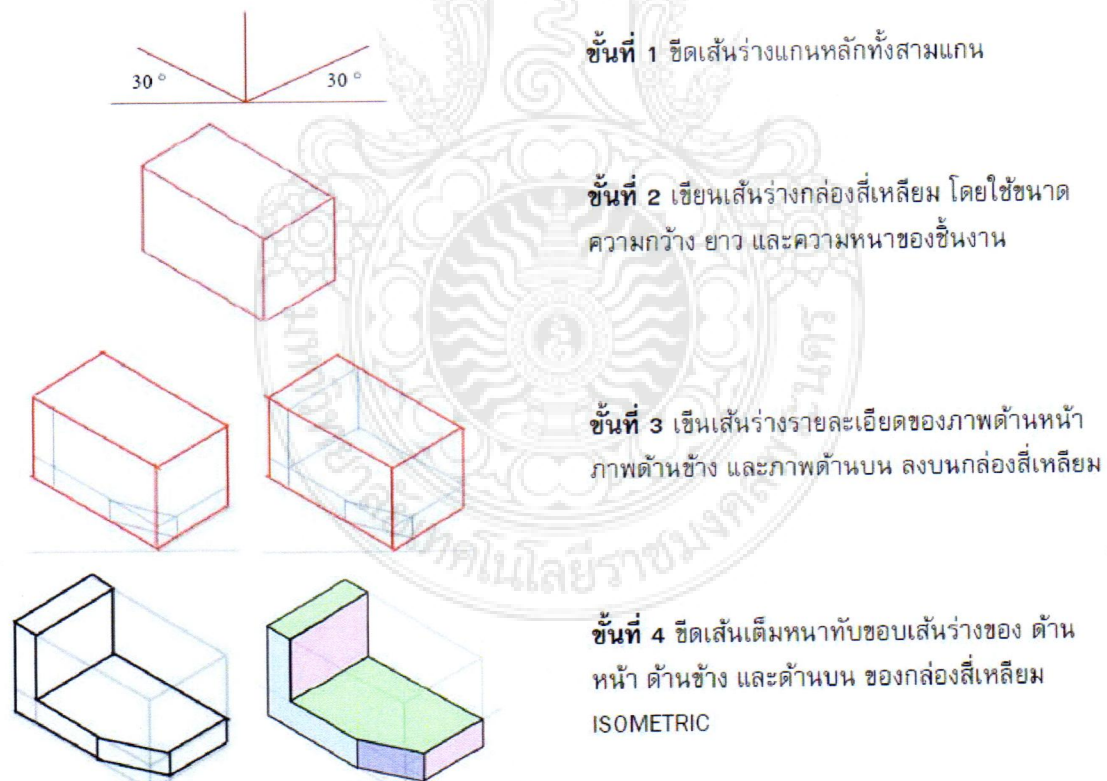 ขั้นที่ 1 ขีดเส้นร่างแกนหลักทั้งสามแกน
30 ° 30 °
ขั้นที่ 2 เขียนเส้นร่างกล่องสี่เหลียม โดยใช้ขนาด
ความกว้าง ยาว และความหนาของชิ้นงาน
ขั้นที่ 3 เขีนเส้นร่างรายละเอียดของภาพด้านหน้า
ภาพด้านข้าง และภาพด้านบน ลงบนกล่องสี่เหลียม
ขั้นที่ 4 ขีดเส้นเต็มหนาทับขอบเส้นร่างของ ด้าน
หน้า ด้านข้าง และด้านบน ของกล่องสี่เหลียม
ISOMETRIC